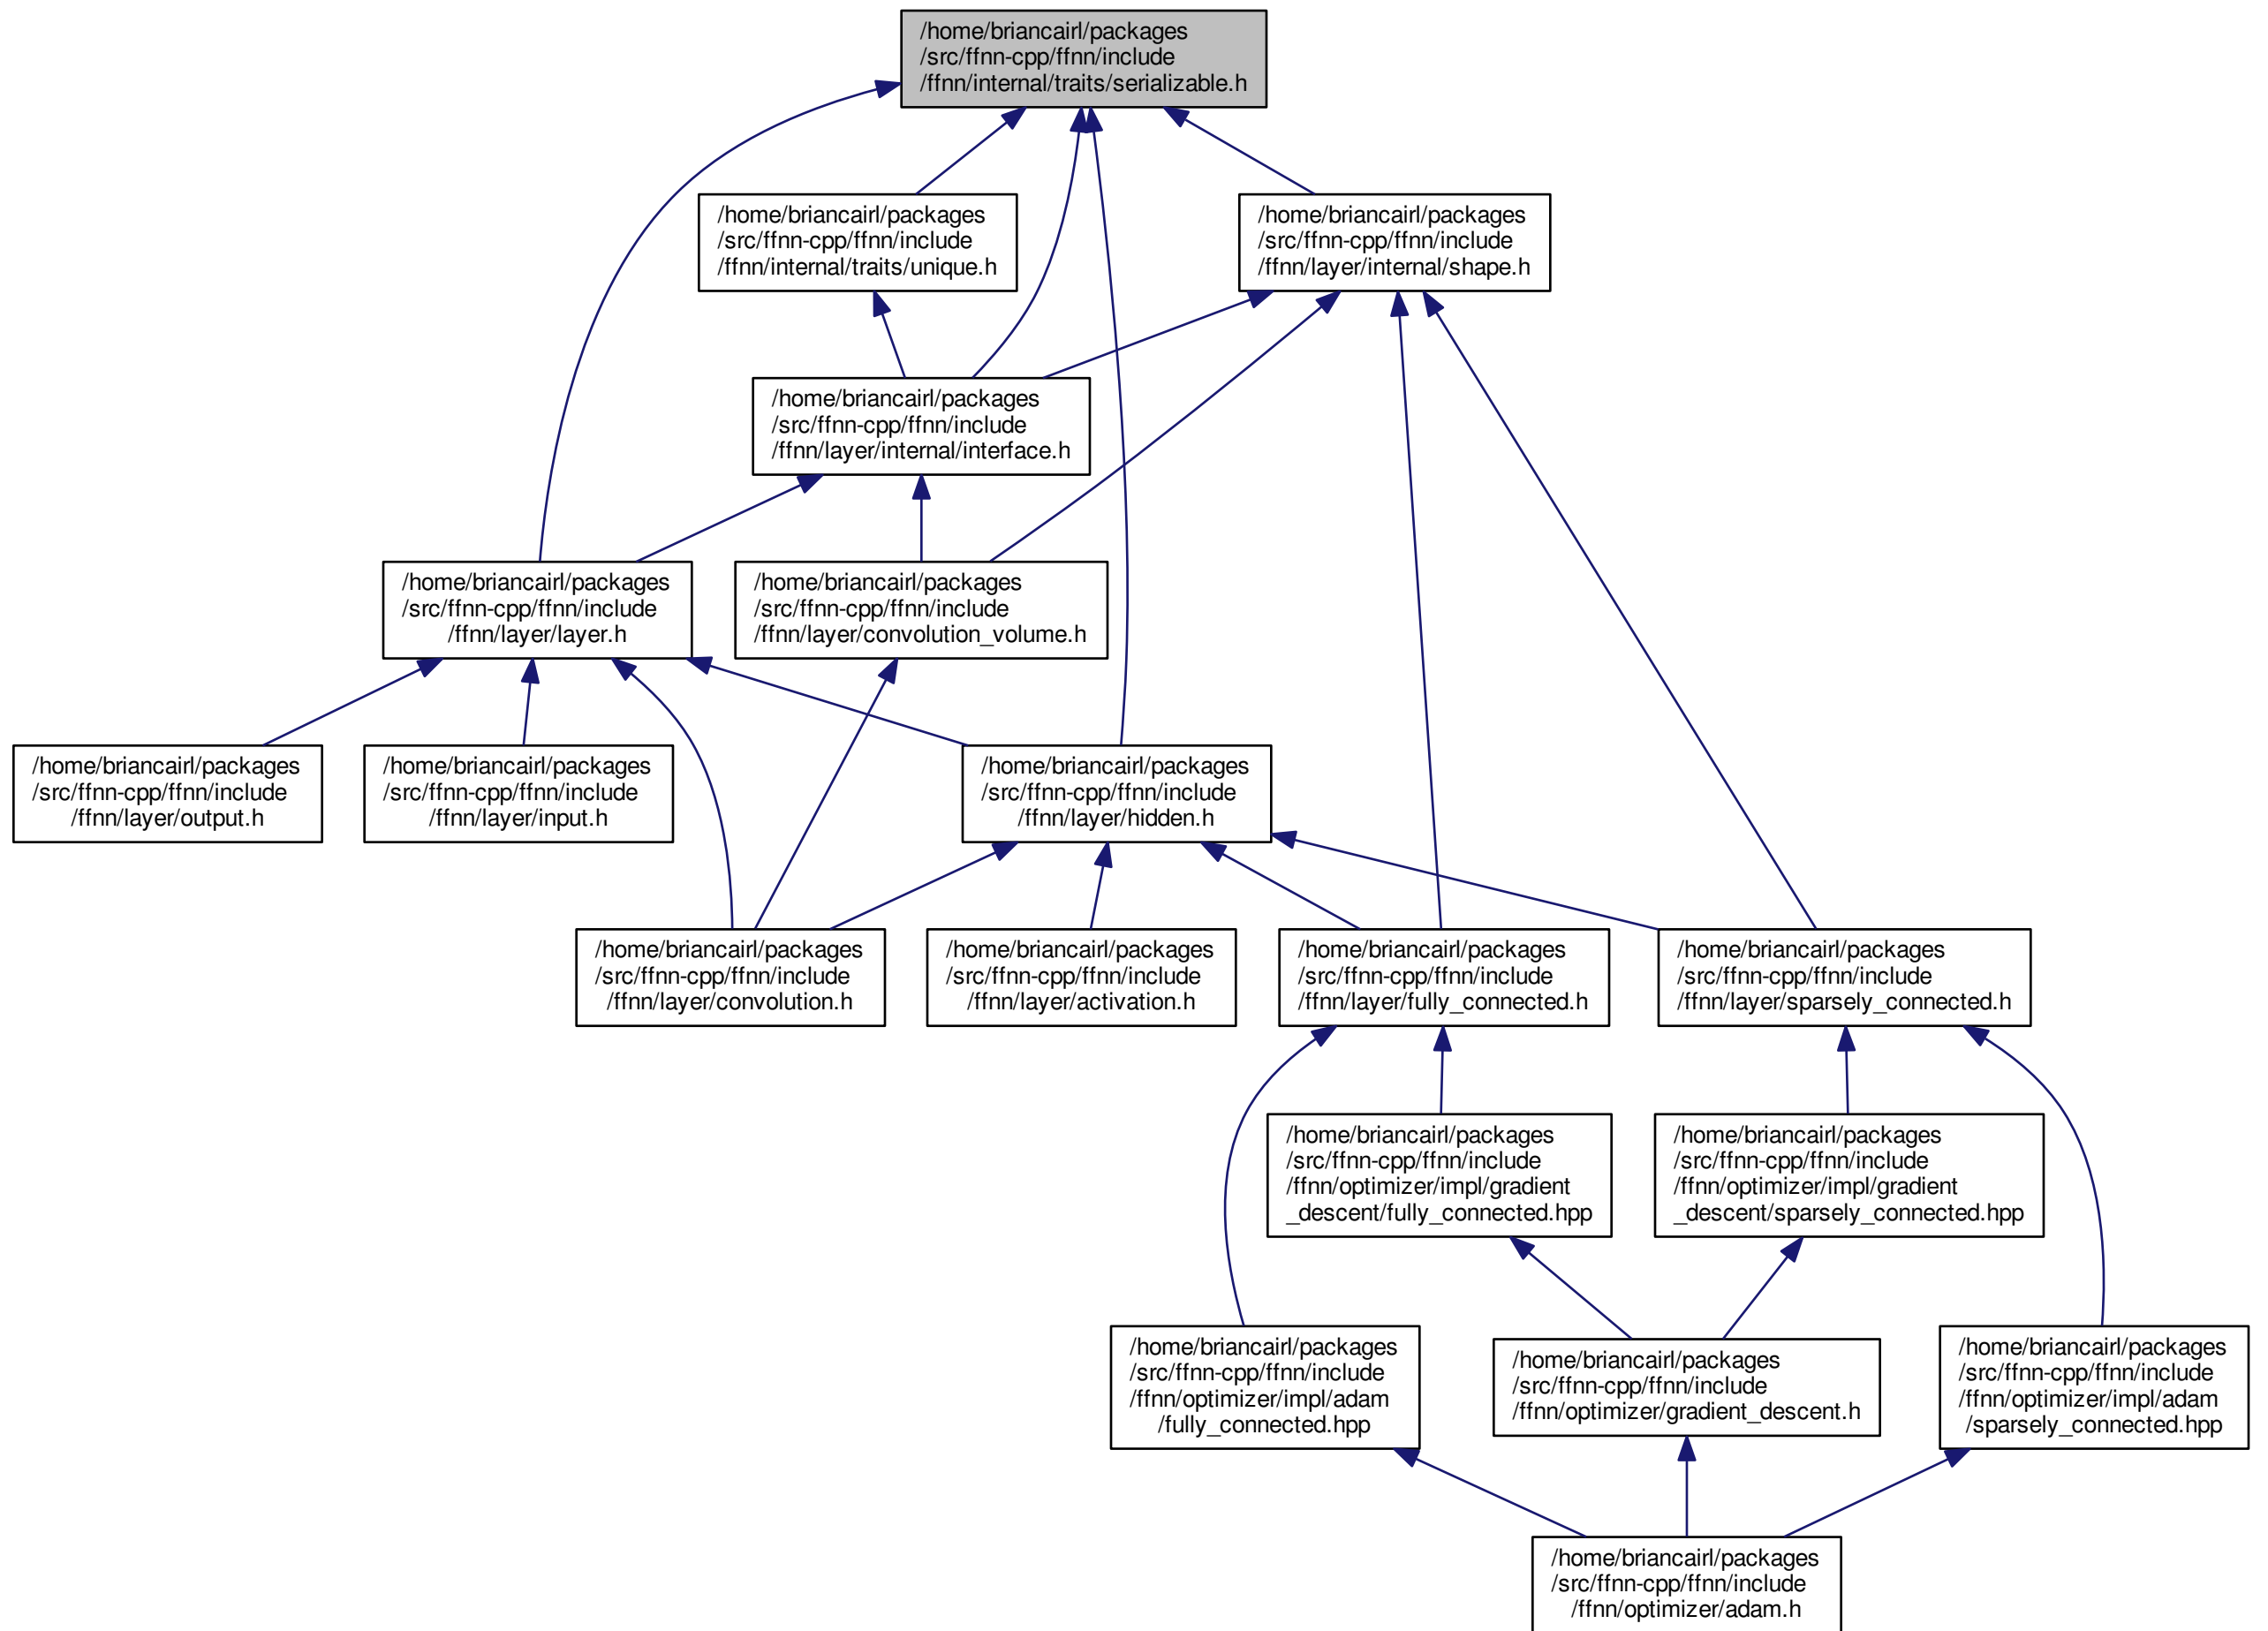 /home/briancairl/packages
/src/ffnn-cpp/ffnn/include
/ffnn/internal/traits/serializable.h
/home/briancairl/packages
/src/ffnn-cpp/ffnn/include
/ffnn/internal/traits/unique.h
/home/briancairl/packages
/src/ffnn-cpp/ffnn/include
/ffnn/layer/internal/shape.h
/home/briancairl/packages
/src/ffnn-cpp/ffnn/include
/ffnn/layer/internal/interface.h
/home/briancairl/packages
/src/ffnn-cpp/ffnn/include
/ffnn/layer/layer.h
/home/briancairl/packages
/src/ffnn-cpp/ffnn/include
/ffnn/layer/convolution_volume.h
/home/briancairl/packages
/src/ffnn-cpp/ffnn/include
/ffnn/layer/output.h
/home/briancairl/packages
/src/ffnn-cpp/ffnn/include
/ffnn/layer/input.h
/home/briancairl/packages
/src/ffnn-cpp/ffnn/include
/ffnn/layer/hidden.h
/home/briancairl/packages
/src/ffnn-cpp/ffnn/include
/ffnn/layer/convolution.h
/home/briancairl/packages
/src/ffnn-cpp/ffnn/include
/ffnn/layer/activation.h
/home/briancairl/packages
/src/ffnn-cpp/ffnn/include
/ffnn/layer/fully_connected.h
/home/briancairl/packages
/src/ffnn-cpp/ffnn/include
/ffnn/layer/sparsely_connected.h
/home/briancairl/packages
/src/ffnn-cpp/ffnn/include
/ffnn/optimizer/impl/gradient
_descent/fully_connected.hpp
/home/briancairl/packages
/src/ffnn-cpp/ffnn/include
/ffnn/optimizer/impl/gradient
_descent/sparsely_connected.hpp
/home/briancairl/packages
/src/ffnn-cpp/ffnn/include
/ffnn/optimizer/impl/adam
/fully_connected.hpp
/home/briancairl/packages
/src/ffnn-cpp/ffnn/include
/ffnn/optimizer/gradient_descent.h
/home/briancairl/packages
/src/ffnn-cpp/ffnn/include
/ffnn/optimizer/impl/adam
/sparsely_connected.hpp
/home/briancairl/packages
/src/ffnn-cpp/ffnn/include
/ffnn/optimizer/adam.h